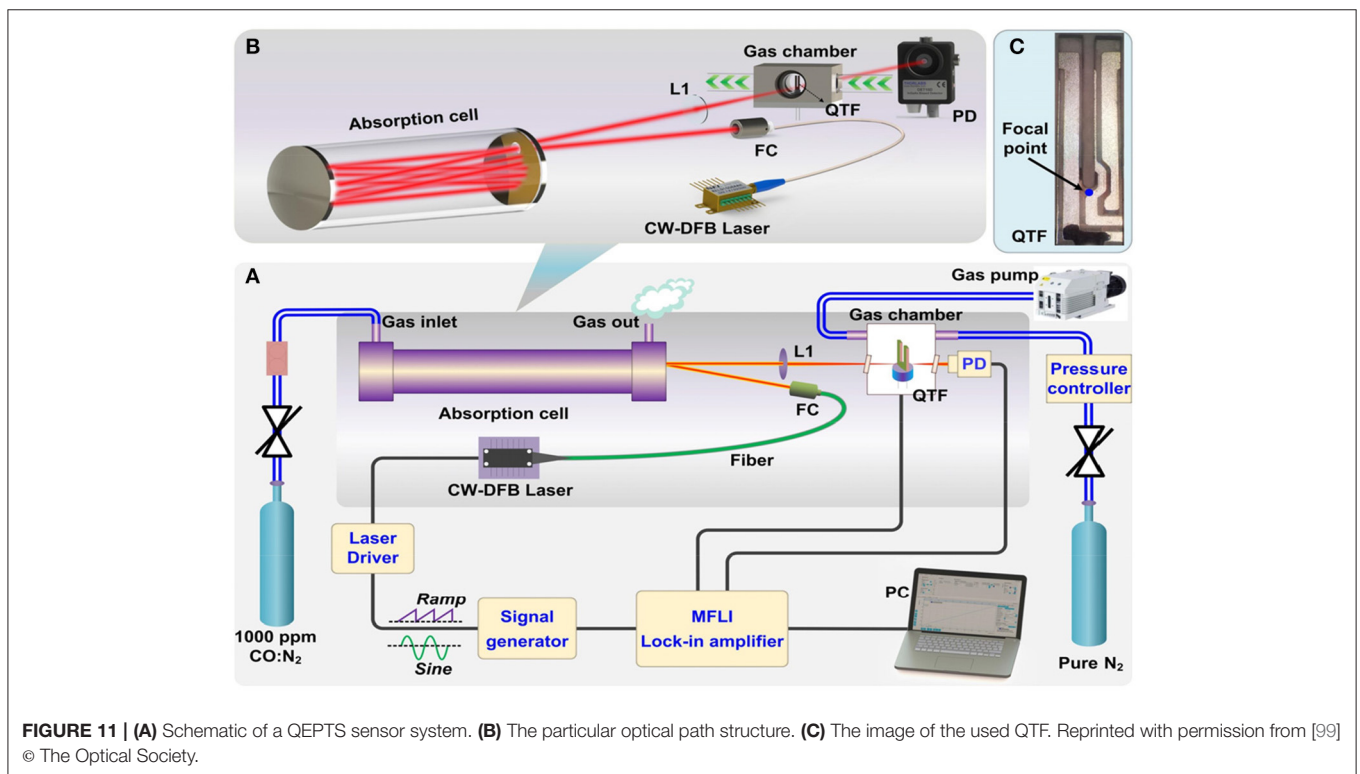 B
Gas chamber
L1
QTF
PD
Absorption cell
FC
CW-DFB Laser
C
Focal
point
QTF
A
Gas pump
Gas inlet
Gas out
Gas chamber
L1
PD
Pressure
controller
QTF
FC
Absorption cell
Fiber
CW-DFB Laser
Laser
Driver
PC
Ramp
Signal
generator
MFLI
Lock-in amplifier
Sine
1000 ppm
CO:N₂
Pure N₂
FIGURE 11 | (A) Schematic of a QEPTS sensor system. (B) The particular optical path structure. (C) The image of the used QTF. Reprinted with permission from [99]
© The Optical Society.